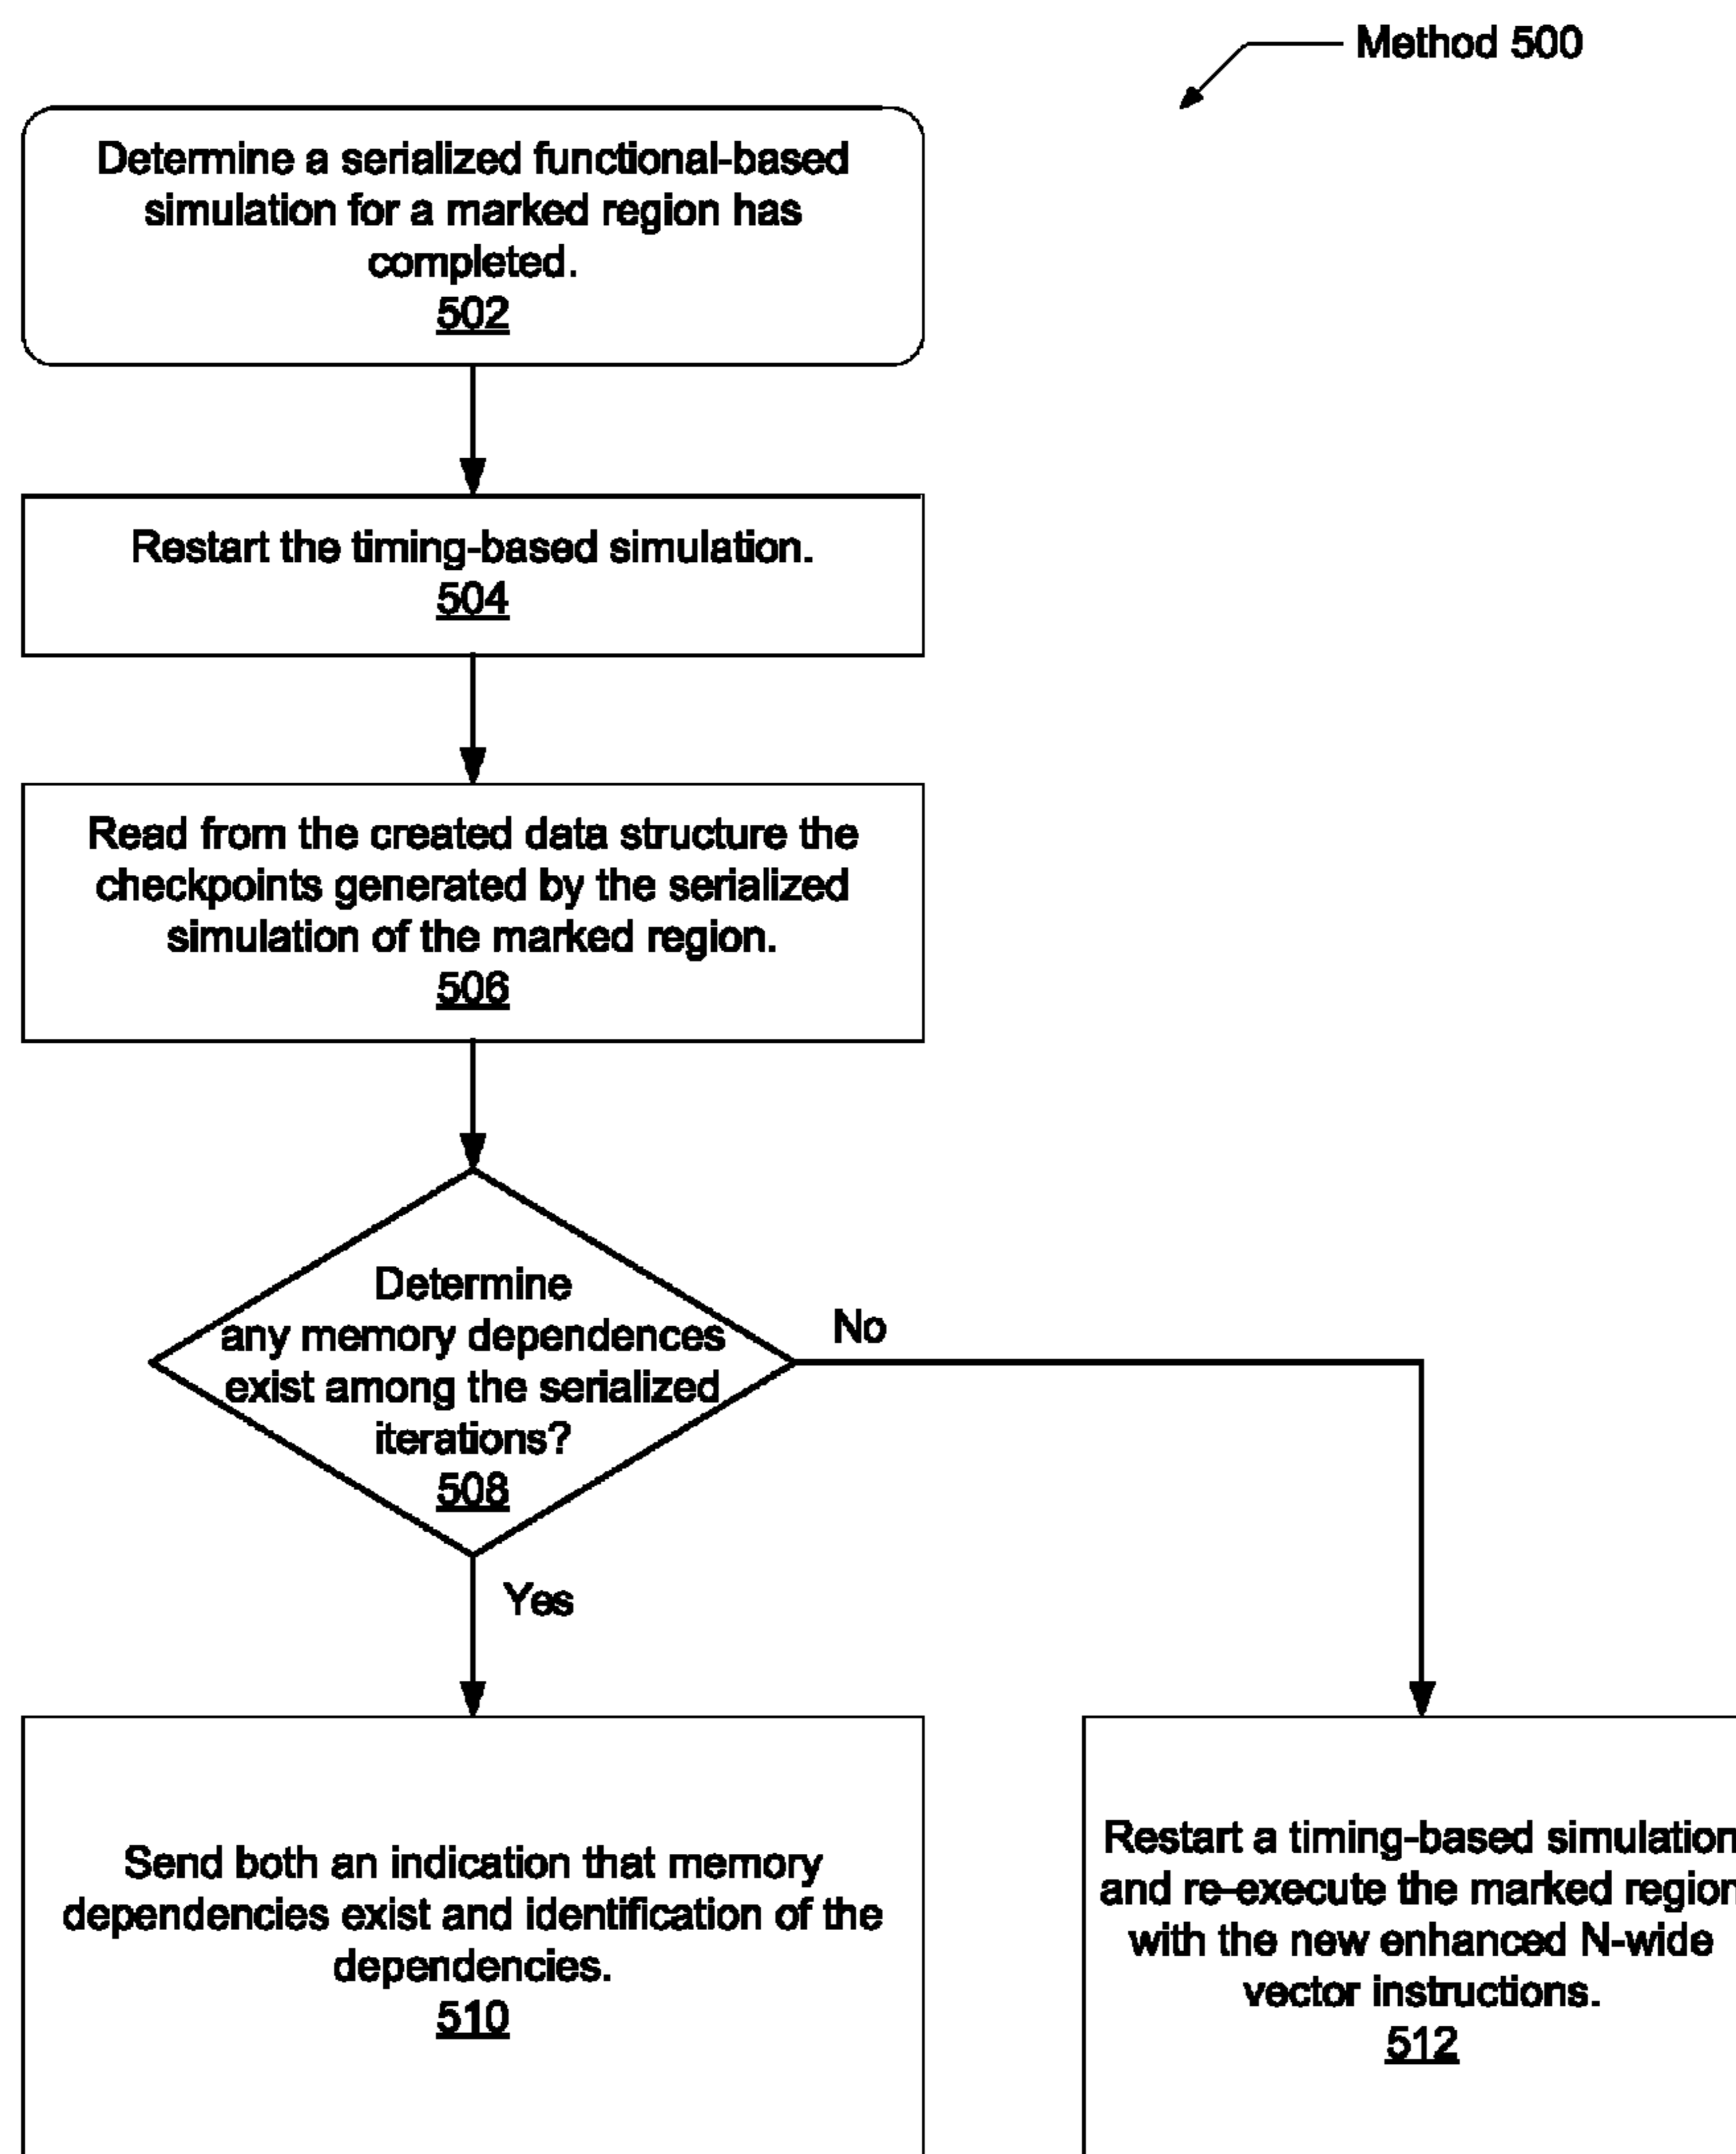 Method 500
Determine a serialized functional-based
simulation for a marked region has
completed.
502
Restart the timing-based simulation.
504
Read from the created data structure the
checkpoints generated by the serialized
simulation of the marked region.
506
Determine
any memory dependences
exist among the serialized
iterations?
508
No
Yes
Send both an indication that memory
dependencies exist and identification of the
dependencies.
510
Restart a timing-based simulation
and re-execute the marked region
with the new enhanced N-wide
vector instructions.
512